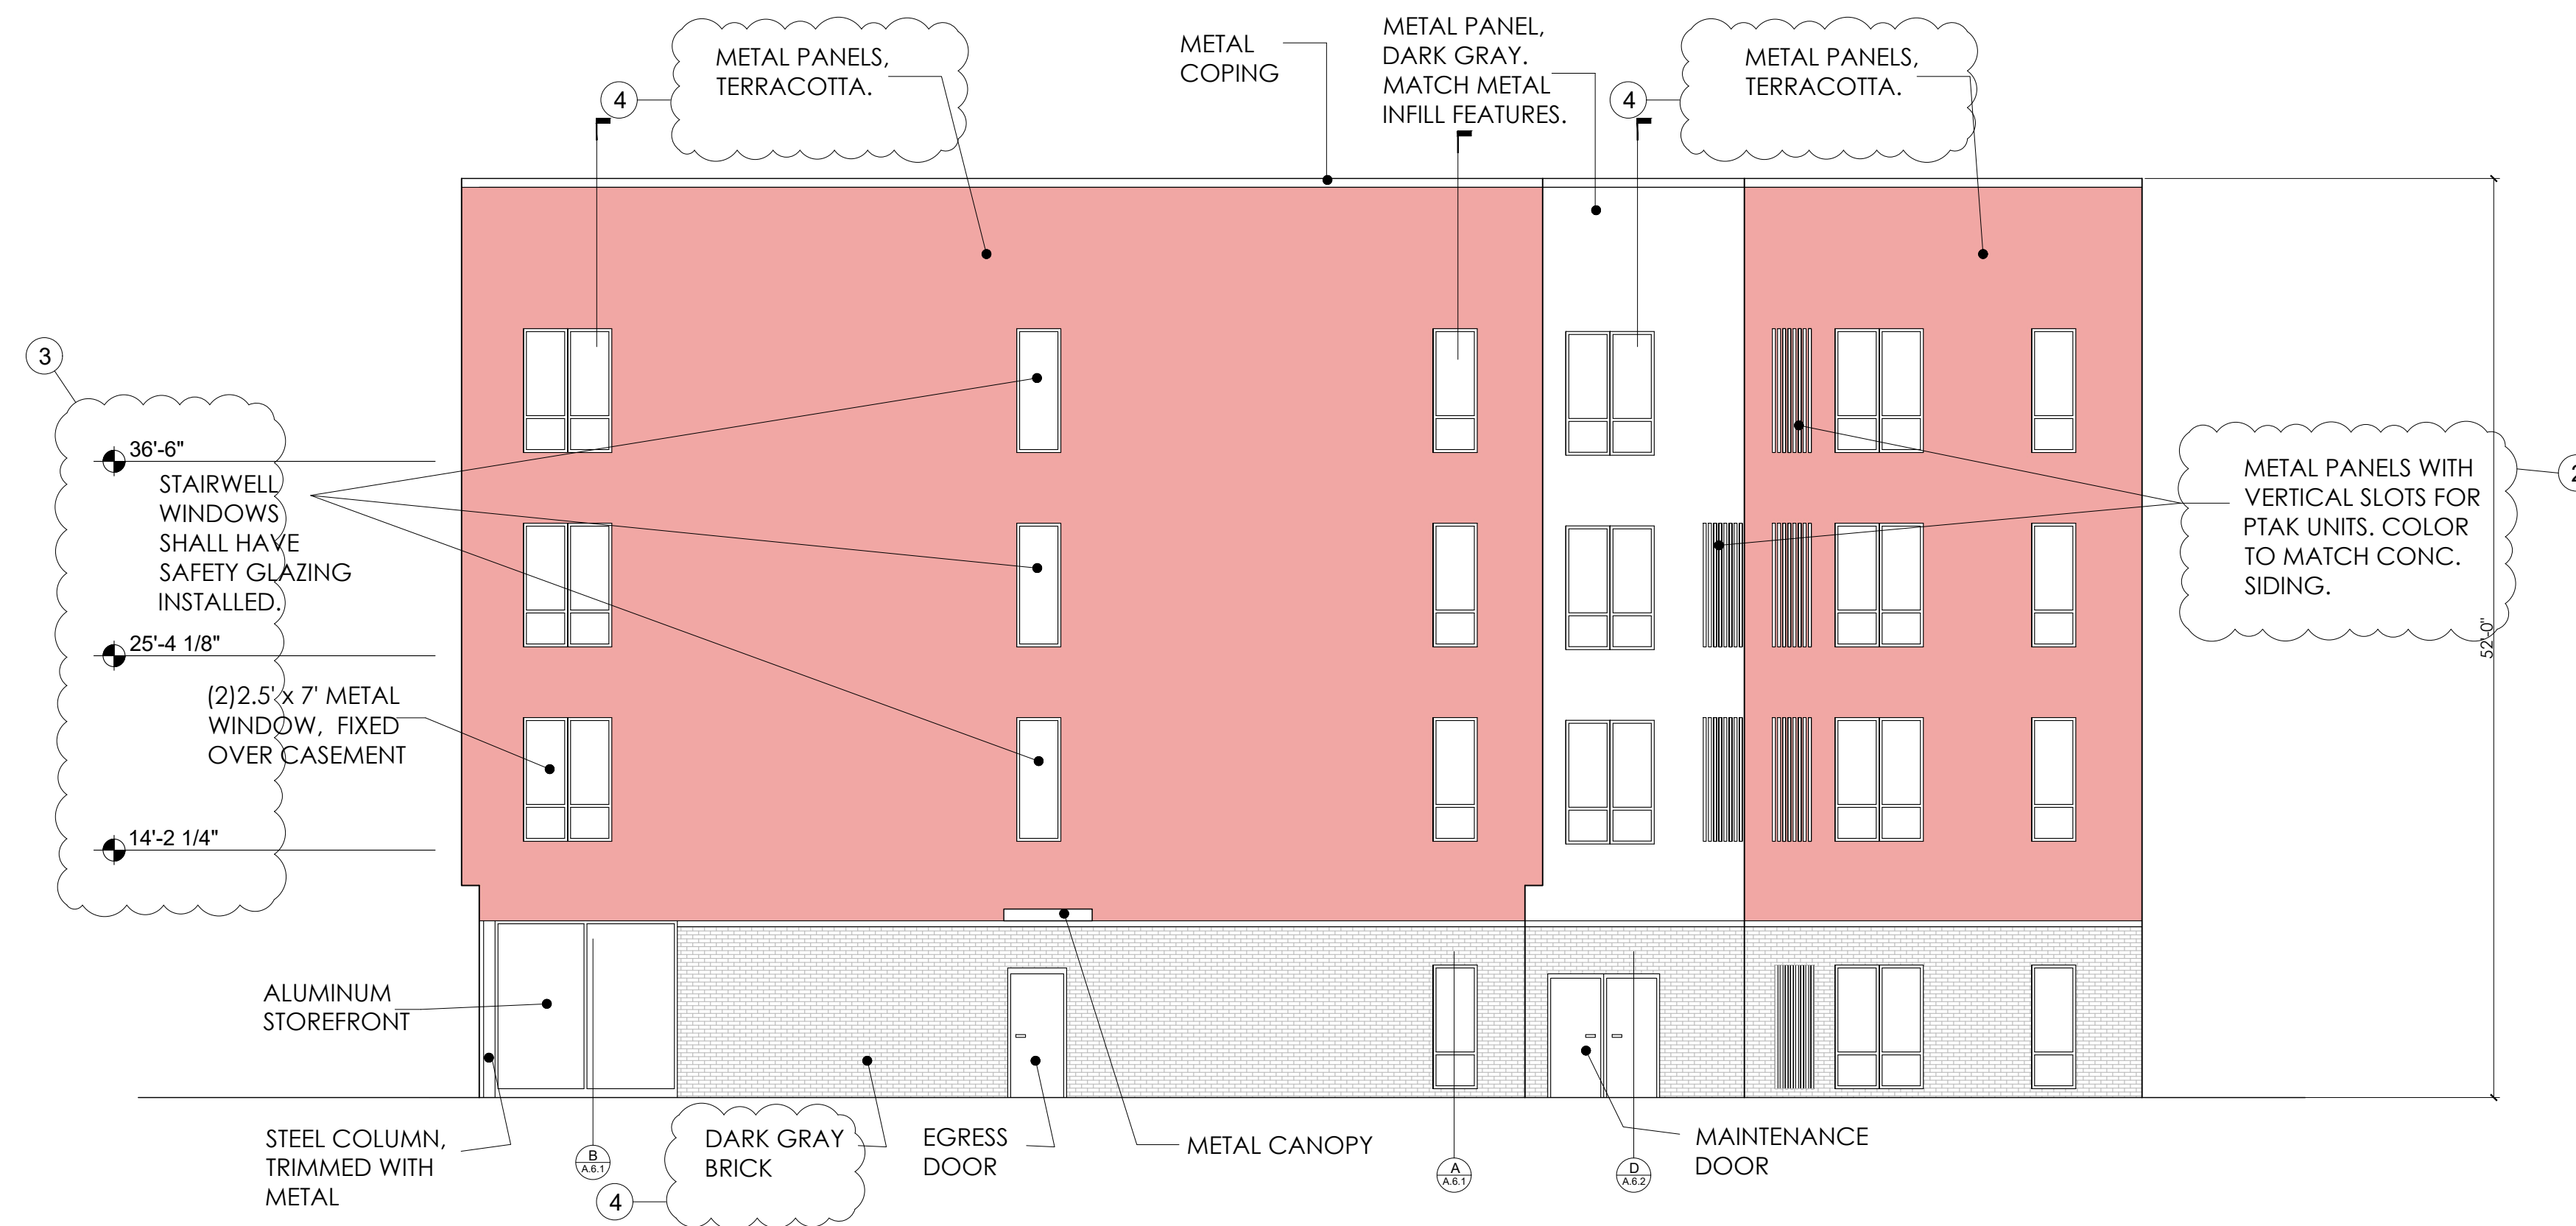 METAL PANELS,
TERRACOTTA.
4
METAL
COPING
METAL PANEL,
DARK GRAY.
MATCH METAL
INFILL FEATURES.
4
METAL PANELS,
TERRACOTTA.
3
36'-6"
STAIRWELL
WINDOWS
SHALL HAVE
SAFETY GLAZING
INSTALLED.
25'-4 1/8"
(2)2.5' x 7' METAL
WINDOW, FIXED
OVER CASEMENT
14'-2 1/4"
METAL PANELS WITH
VERTICAL SLOTS FOR
PTAK UNITS. COLOR
TO MATCH CONC.
SIDING.
2
52'-0"
ALUMINUM
STOREFRONT
STEEL COLUMN,
TRIMMED WITH
METAL
B
A.6.1
DARK GRAY
BRICK
4
EGRESS
DOOR
METAL CANOPY
A
A.6.1
D
A.6.2
MAINTENANCE
DOOR